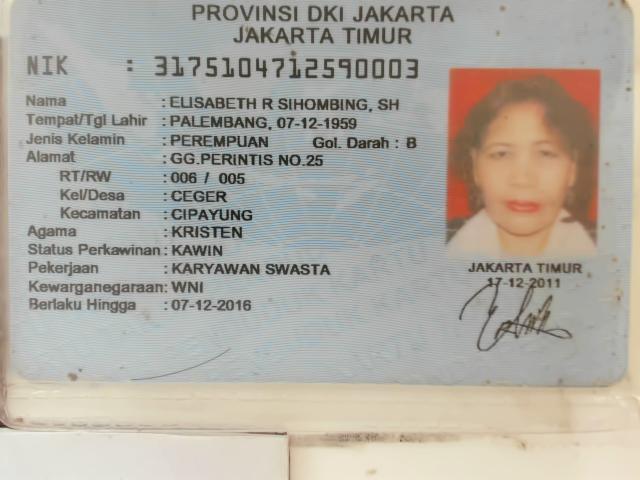 PROVINSI DKI JAKARTA
JAKARTA TIMUR
NIK : 3175104712590003
Nama : ELISABETH R SIHOMBING, SH
Tempat/Tgl Lahir : PALEMBANG, 07-12-1959
Jenis Kelamin : PEREMPUAN Gol. Darah : B
Alamat : GG.PERINTIS NO.25
RT/RW : 006 / 005
Kel/Desa : CEGER
Kecamatan : CIPAYUNG
Agama : KRISTEN
Status Perkawinan : KAWIN
Pekerjaan : KARYAWAN SWASTA
Kewarganegaraan : WNI
Berlaku Hingga : 07-12-2016
JAKARTA TIMUR
17-12-2011